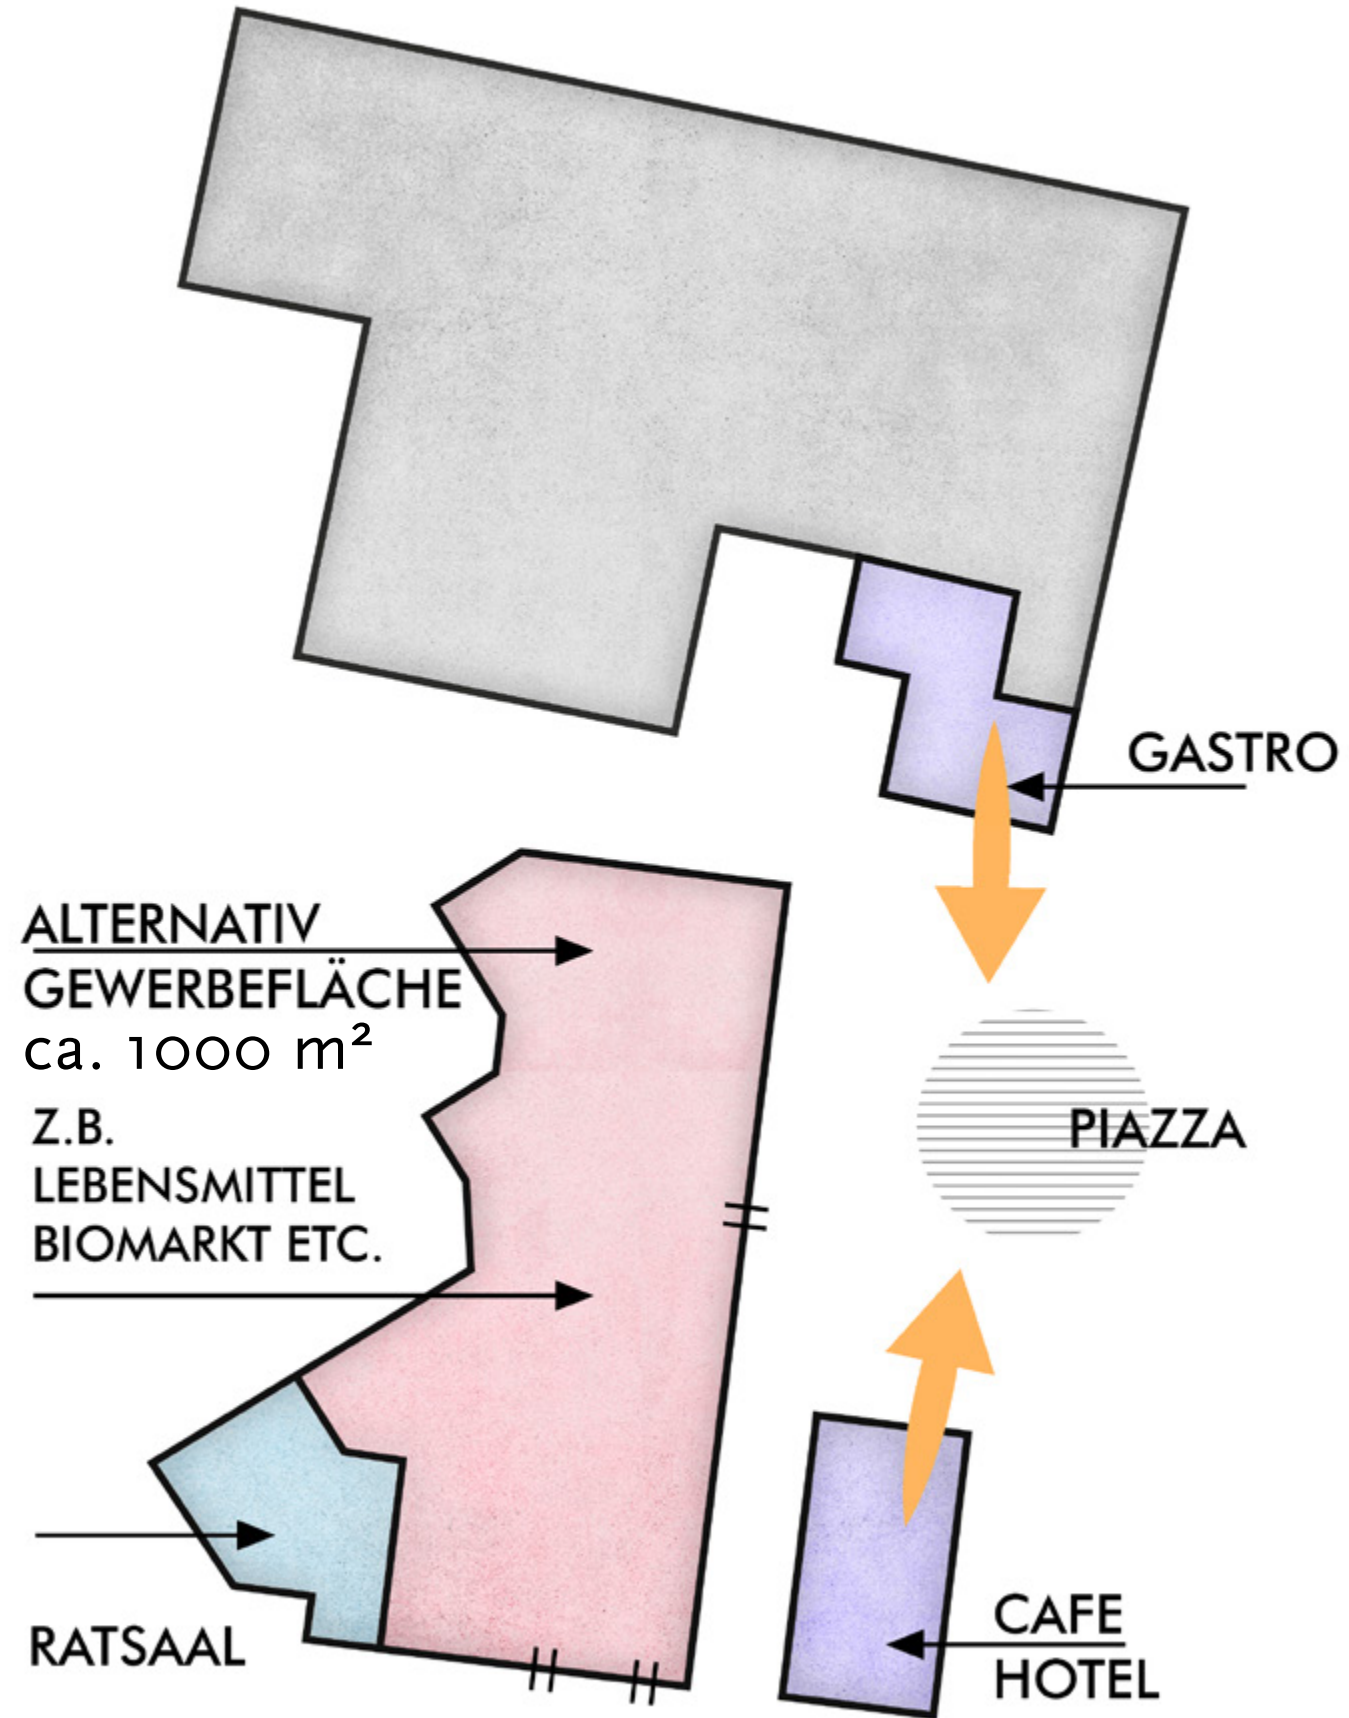 GASTRO
ALTERNATIV
GEWERBEFLÄCHE
ca. 1000 m²
Z.B.
LEBENSMITTEL
BIOMARKT ETC.
PIAZZA
RATSAAL
CAFE
HOTEL